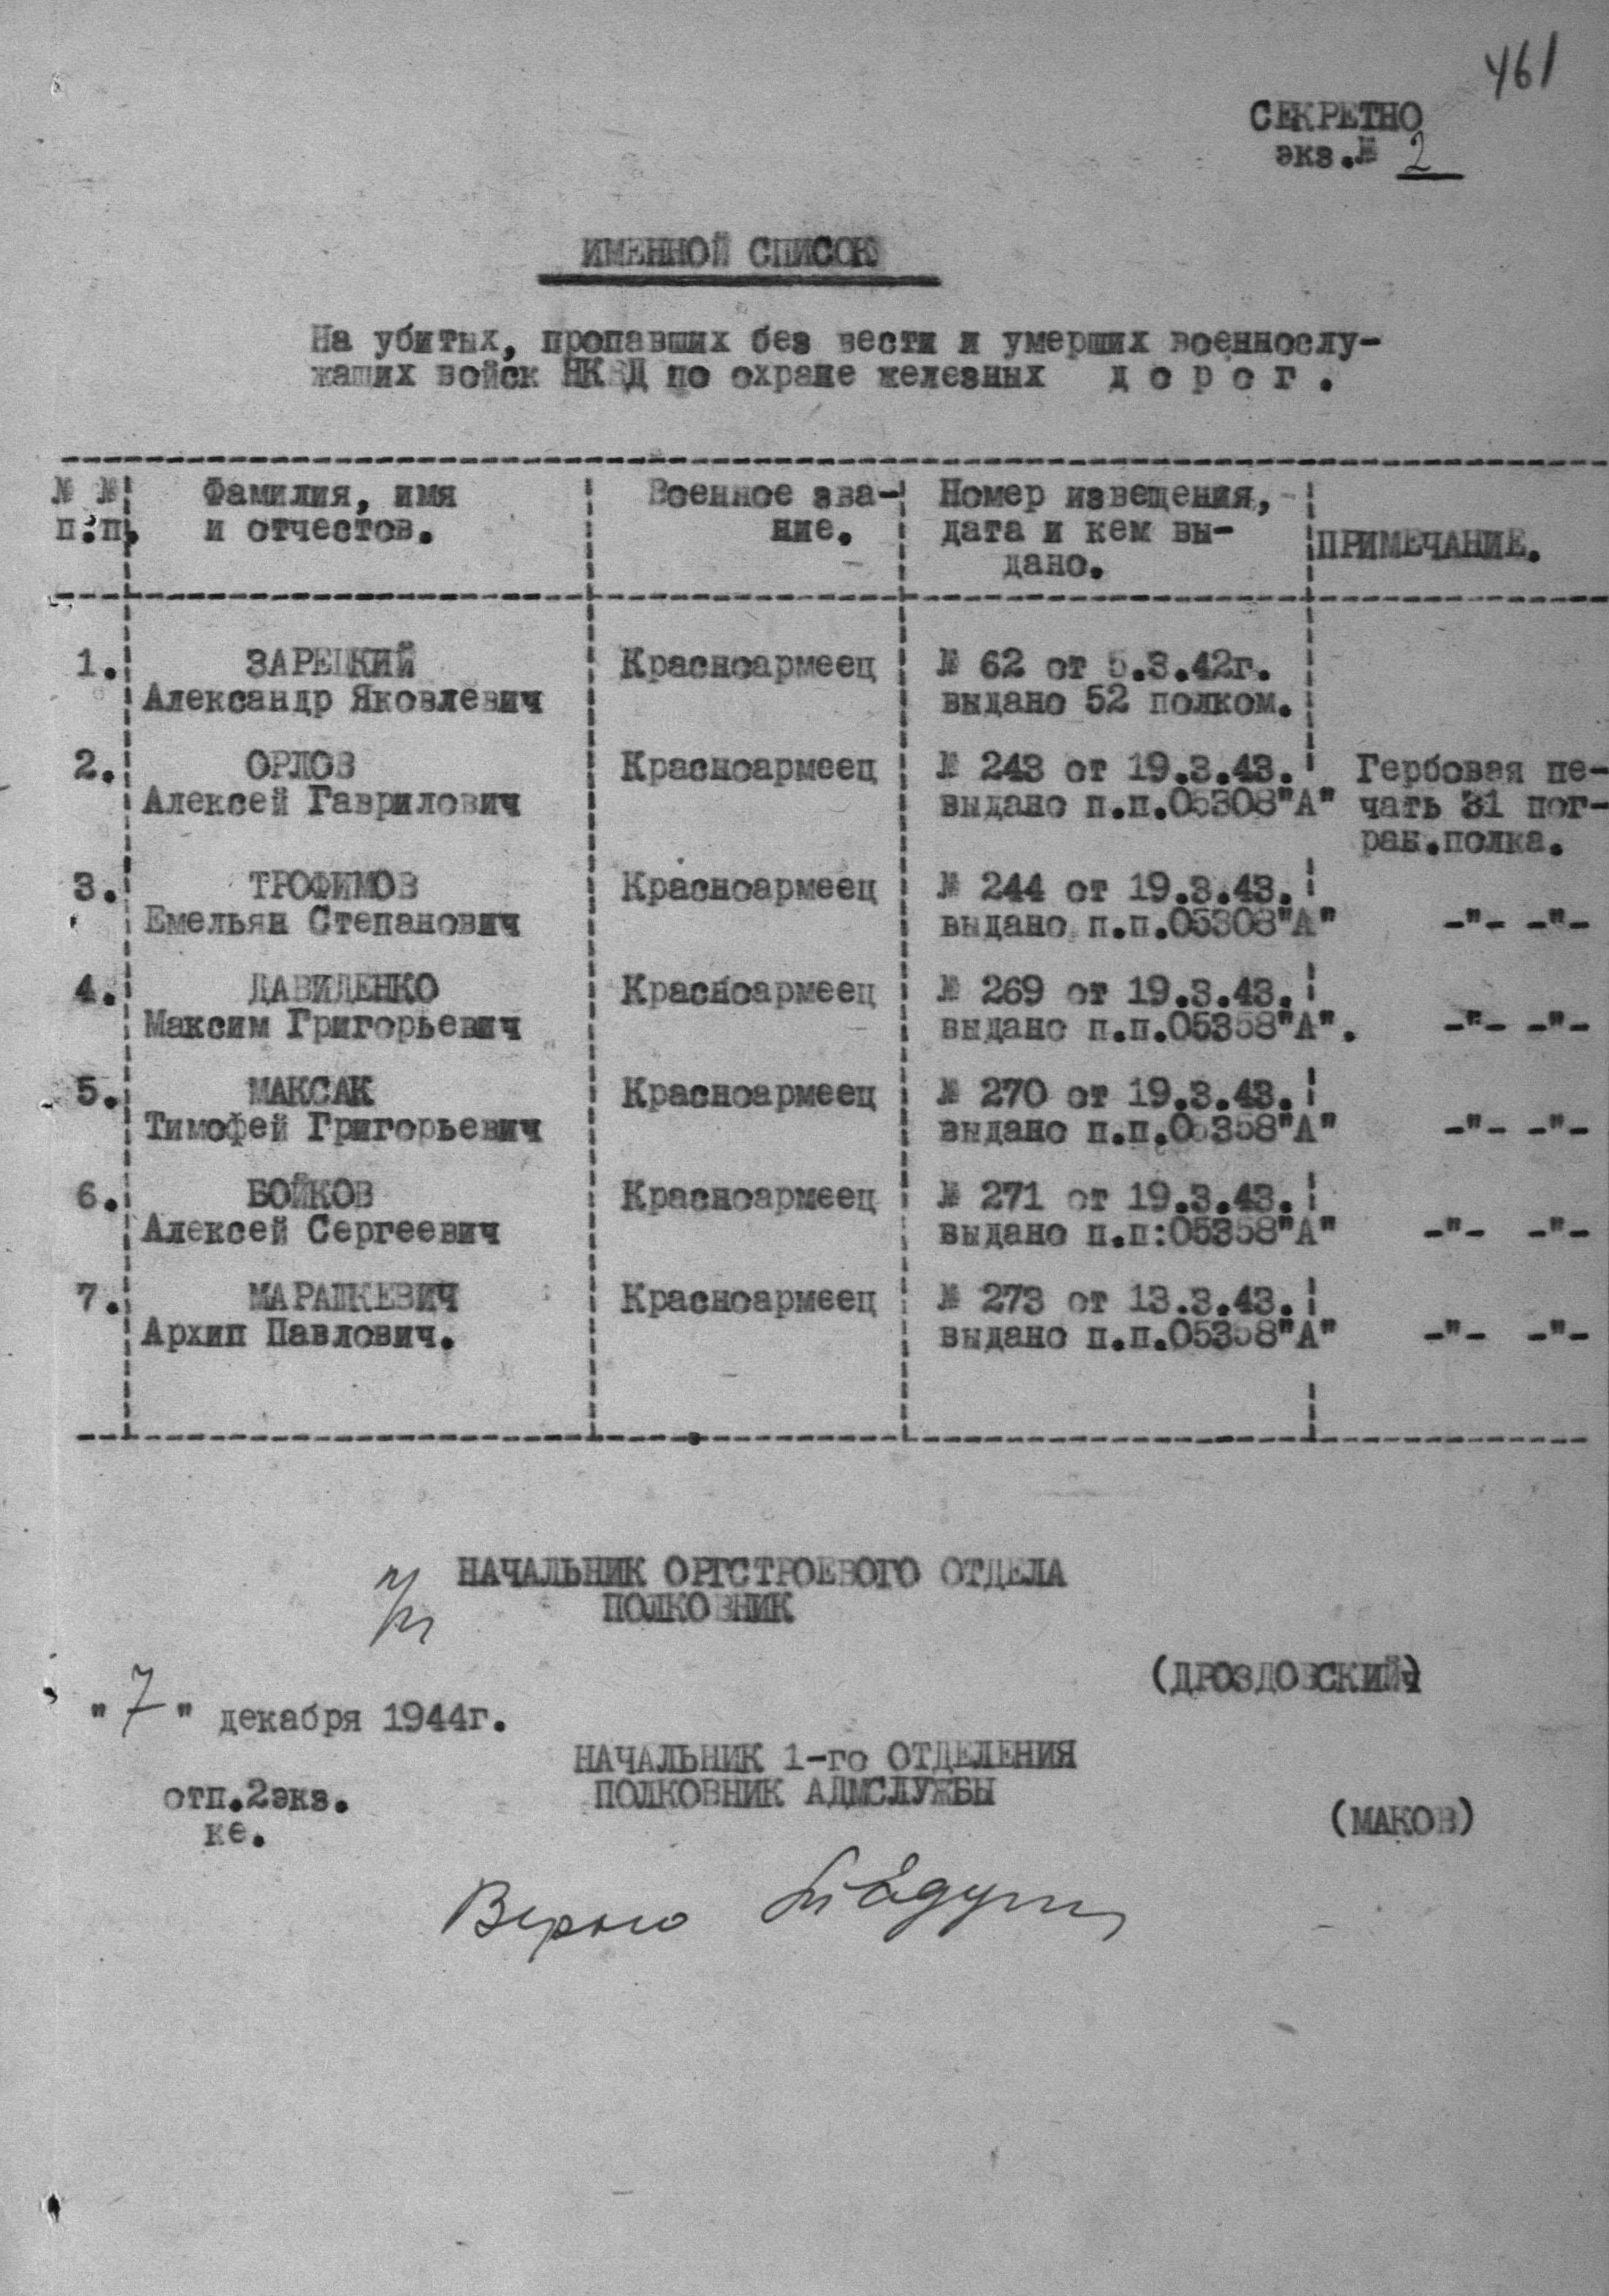 461
СЕКРЕТНО
экз.№ 2
ИМЕННОЙ СПИСОК
На убитых, пропавших без вести и умерших военнослу-
жащих войск НКВД по охране железных д о р о г .
№ № Фамилия, имя Военное зва- Номер извещения,
п.п. и отчестов. ние. дата и кем вы- ПРИМЕЧАНИЕ.
дано.
1. ЗАРЕЦКИЙ Красноармеец № 62 от 5.3.42г.
Александр Яковлевич выдано 52 полком.
2. ОРЛОВ Красноармеец № 243 от 19.3.43. Гербовая пе-
Алексей Гаврилович выдано п.п.05308"А" чать 31 пог-
ран.полка.
3. ТРОФИМОВ Красноармеец № 244 от 19.3.43.
Емельян Степанович выдано п.п.05308"А" -"- -"-
4. ДАВИДЕНКО Красноармеец № 269 от 19.3.43.
Максим Григорьевич выдано п.п.05358"А". -"- -"-
5. МАКСАК Красноармеец № 270 от 19.3.43.
Тимофей Григорьевич выдано п.п.05358"А" -"- -"-
6. БОЙКОВ Красноармеец № 271 от 19.3.43.
Алексей Сергеевич выдано п.п:05358"А" -"- -"-
7. МАРАШКЕВИЧ Красноармеец № 273 от 13.3.43.
Архип Павлович. выдано п.п.05358"А" -"- -"-
НАЧАЛЬНИК ОРГСТРОЕВОГО ОТДЕЛА
ПОЛКОВНИК
(ДРОЗДОВСКИЙ)
"7" декабря 1944г.
НАЧАЛЬНИК 1-го ОТДЕЛЕНИЯ
отп.2экз. ПОЛКОВНИК АДМСЛУЖБЫ
ке. (МАКОВ)
Верно